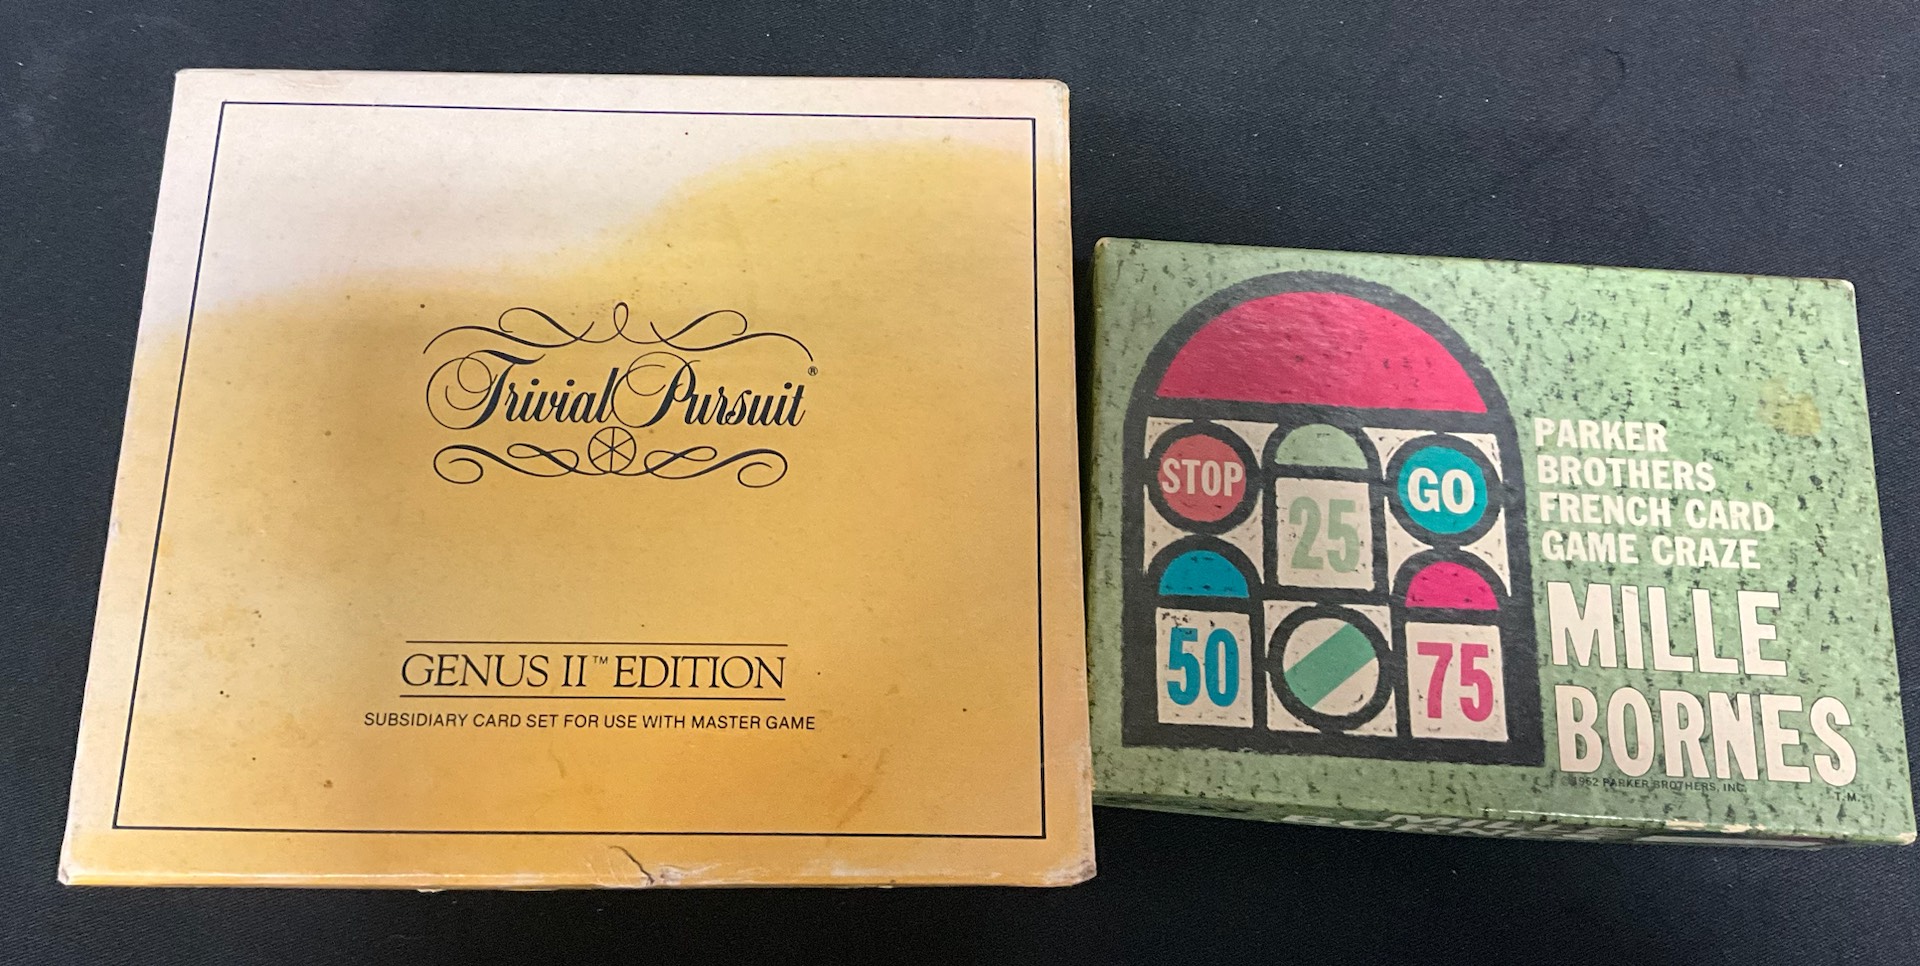 Trivial Pursuit®
GENUS II™ EDITION
SUBSIDIARY CARD SET FOR USE WITH MASTER GAME
STOP
25
GO
50
75
PARKER
BROTHERS
FRENCH CARD
GAME CRAZE
MILLE
BORNES
©1962 PARKER BROTHERS, INC.
T.M.